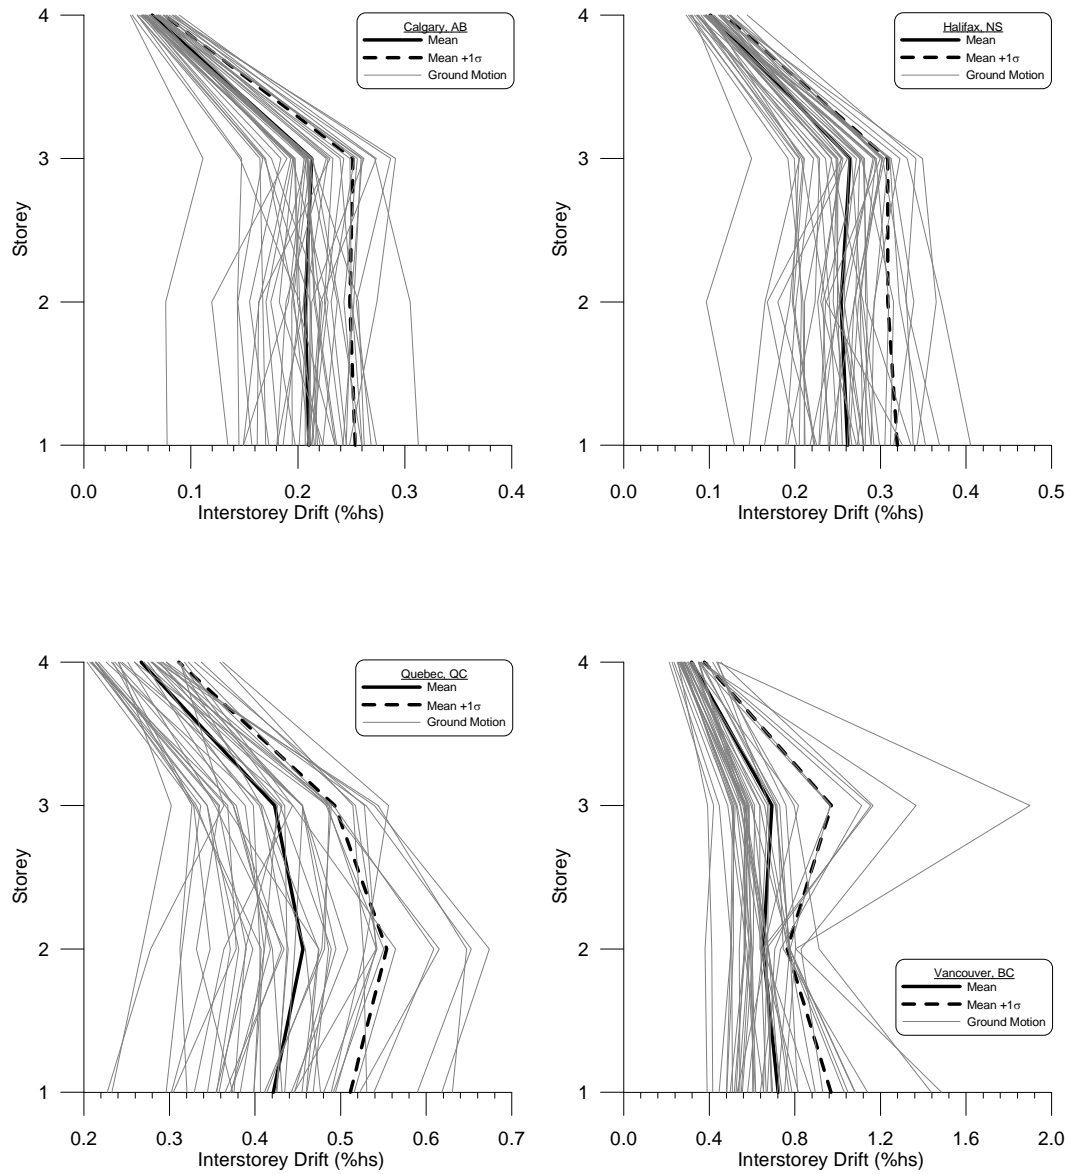 4
3
2
1
Storey
Calgary, AB
Mean
Mean +1σ
Ground Motion
0.0 0.1 0.2 0.3 0.4
Interstorey Drift (%hs)
4
3
2
1
Storey
Halifax, NS
Mean
Mean +1σ
Ground Motion
0.0 0.1 0.2 0.3 0.4 0.5
Interstorey Drift (%hs)
4
3
2
1
Storey
Quebec, QC
Mean
Mean +1σ
Ground Motion
0.2 0.3 0.4 0.5 0.6 0.7
Interstorey Drift (%hs)
4
3
2
1
Storey
Vancouver, BC
Mean
Mean +1σ
Ground Motion
0.0 0.4 0.8 1.2 1.6 2.0
Interstorey Drift (%hs)